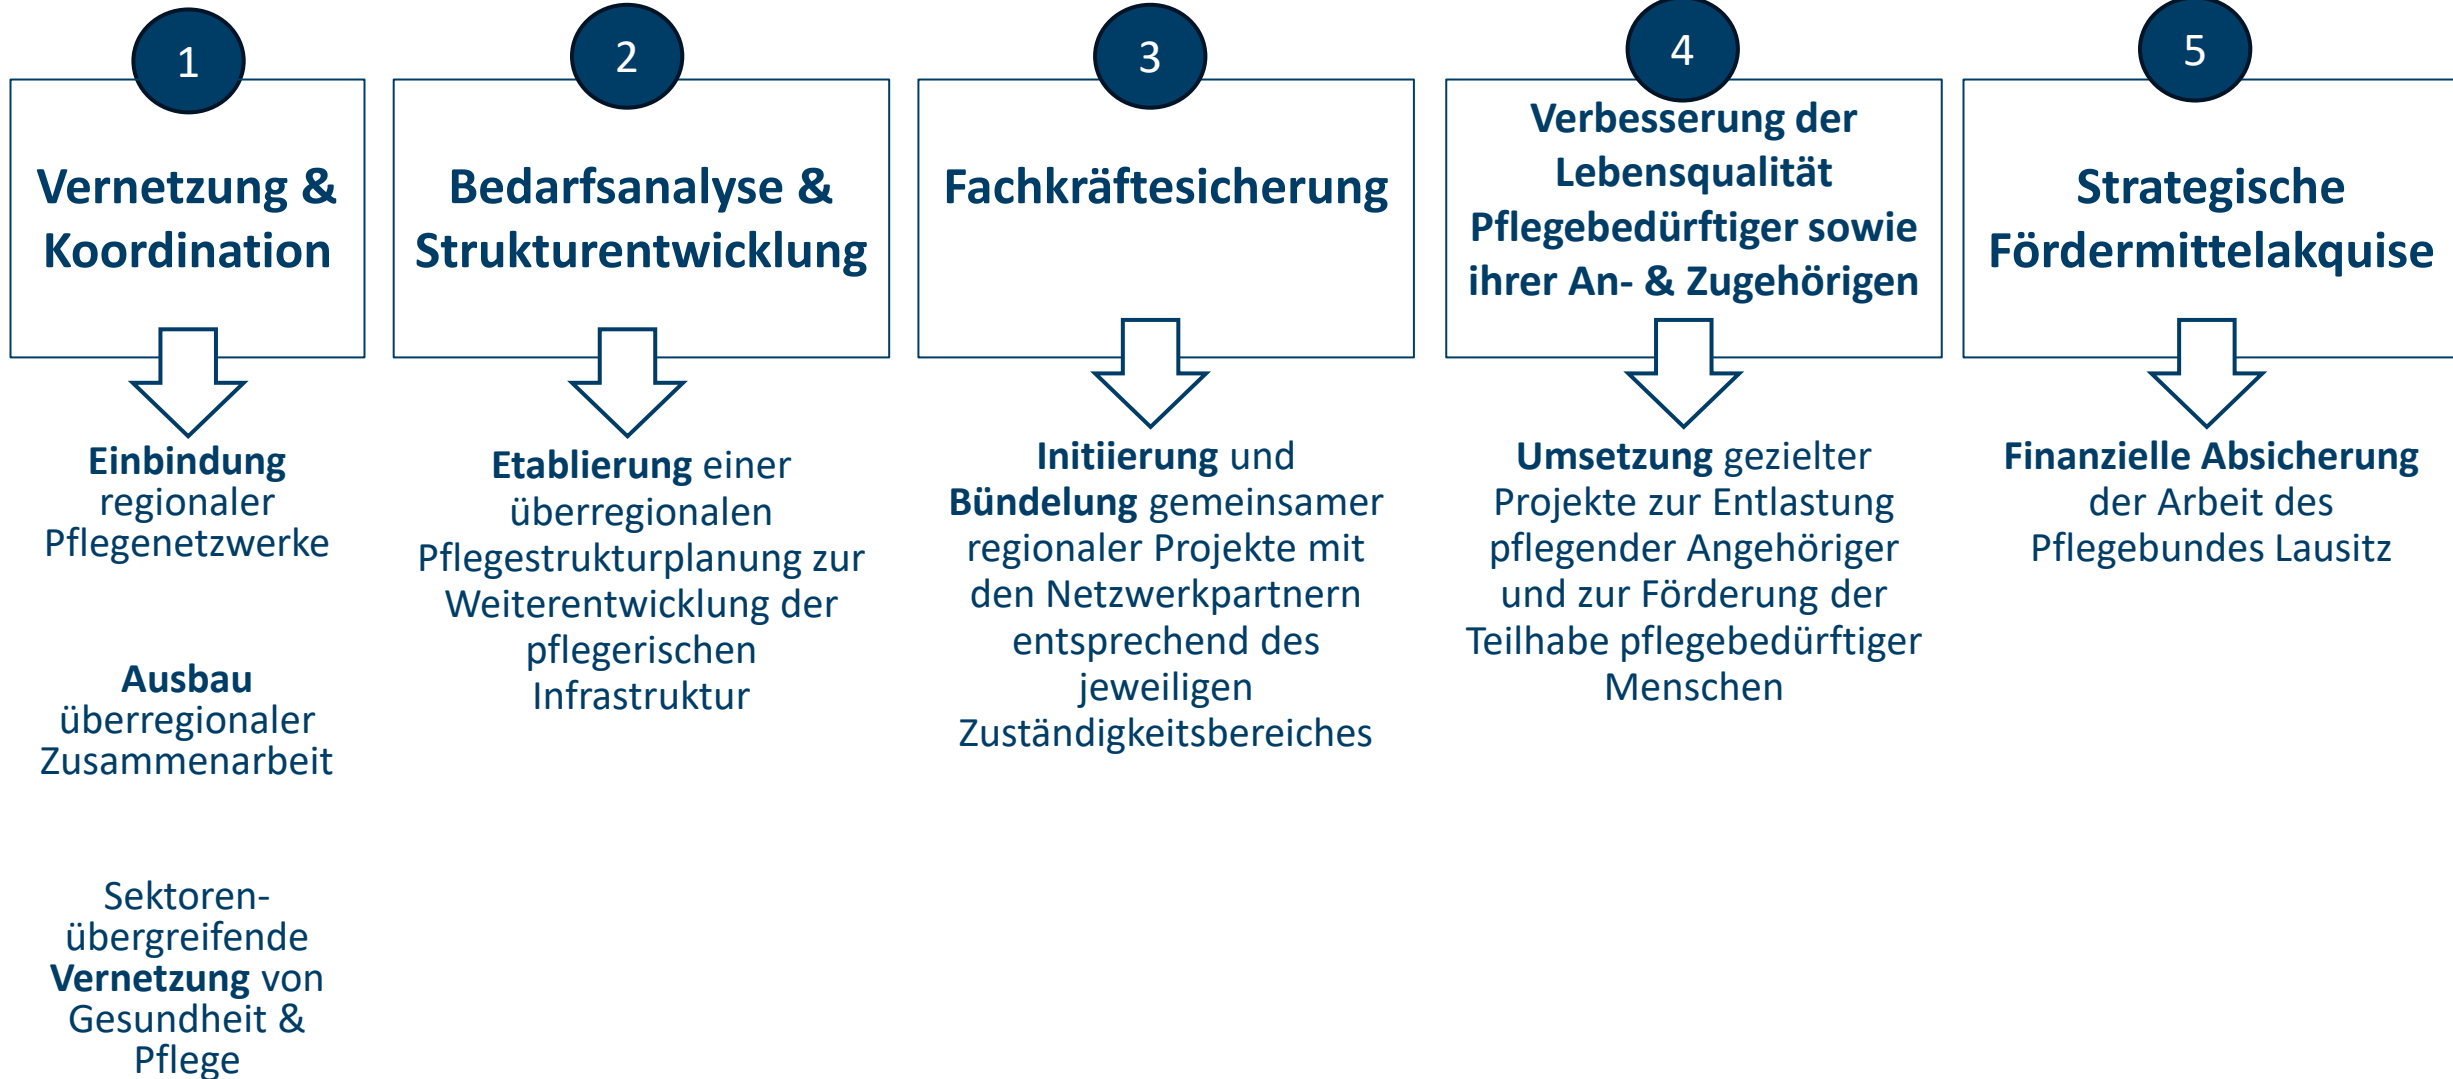 1
Vernetzung &
Koordination
Einbindung
regionaler
Pflegenetzwerke
Ausbau
überregionaler
Zusammenarbeit
Sektoren-
übergreifende
Vernetzung von
Gesundheit &
Pflege
2
Bedarfsanalyse &
Strukturentwicklung
Etablierung einer
überregionalen
Pflegestrukturplanung zur
Weiterentwicklung der
pflegerischen
Infrastruktur
3
Fachkräftesicherung
Initiierung und
Bündelung gemeinsamer
regionaler Projekte mit
den Netzwerkpartnern
entsprechend des
jeweiligen
Zuständigkeitsbereiches
4
Verbesserung der
Lebensqualität
Pflegebedürftiger sowie
ihrer An- & Zugehörigen
Umsetzung gezielter
Projekte zur Entlastung
pflegender Angehöriger
und zur Förderung der
Teilhabe pflegebedürftiger
Menschen
5
Strategische
Fördermittelakquise
Finanzielle Absicherung
der Arbeit des
Pflegebundes Lausitz